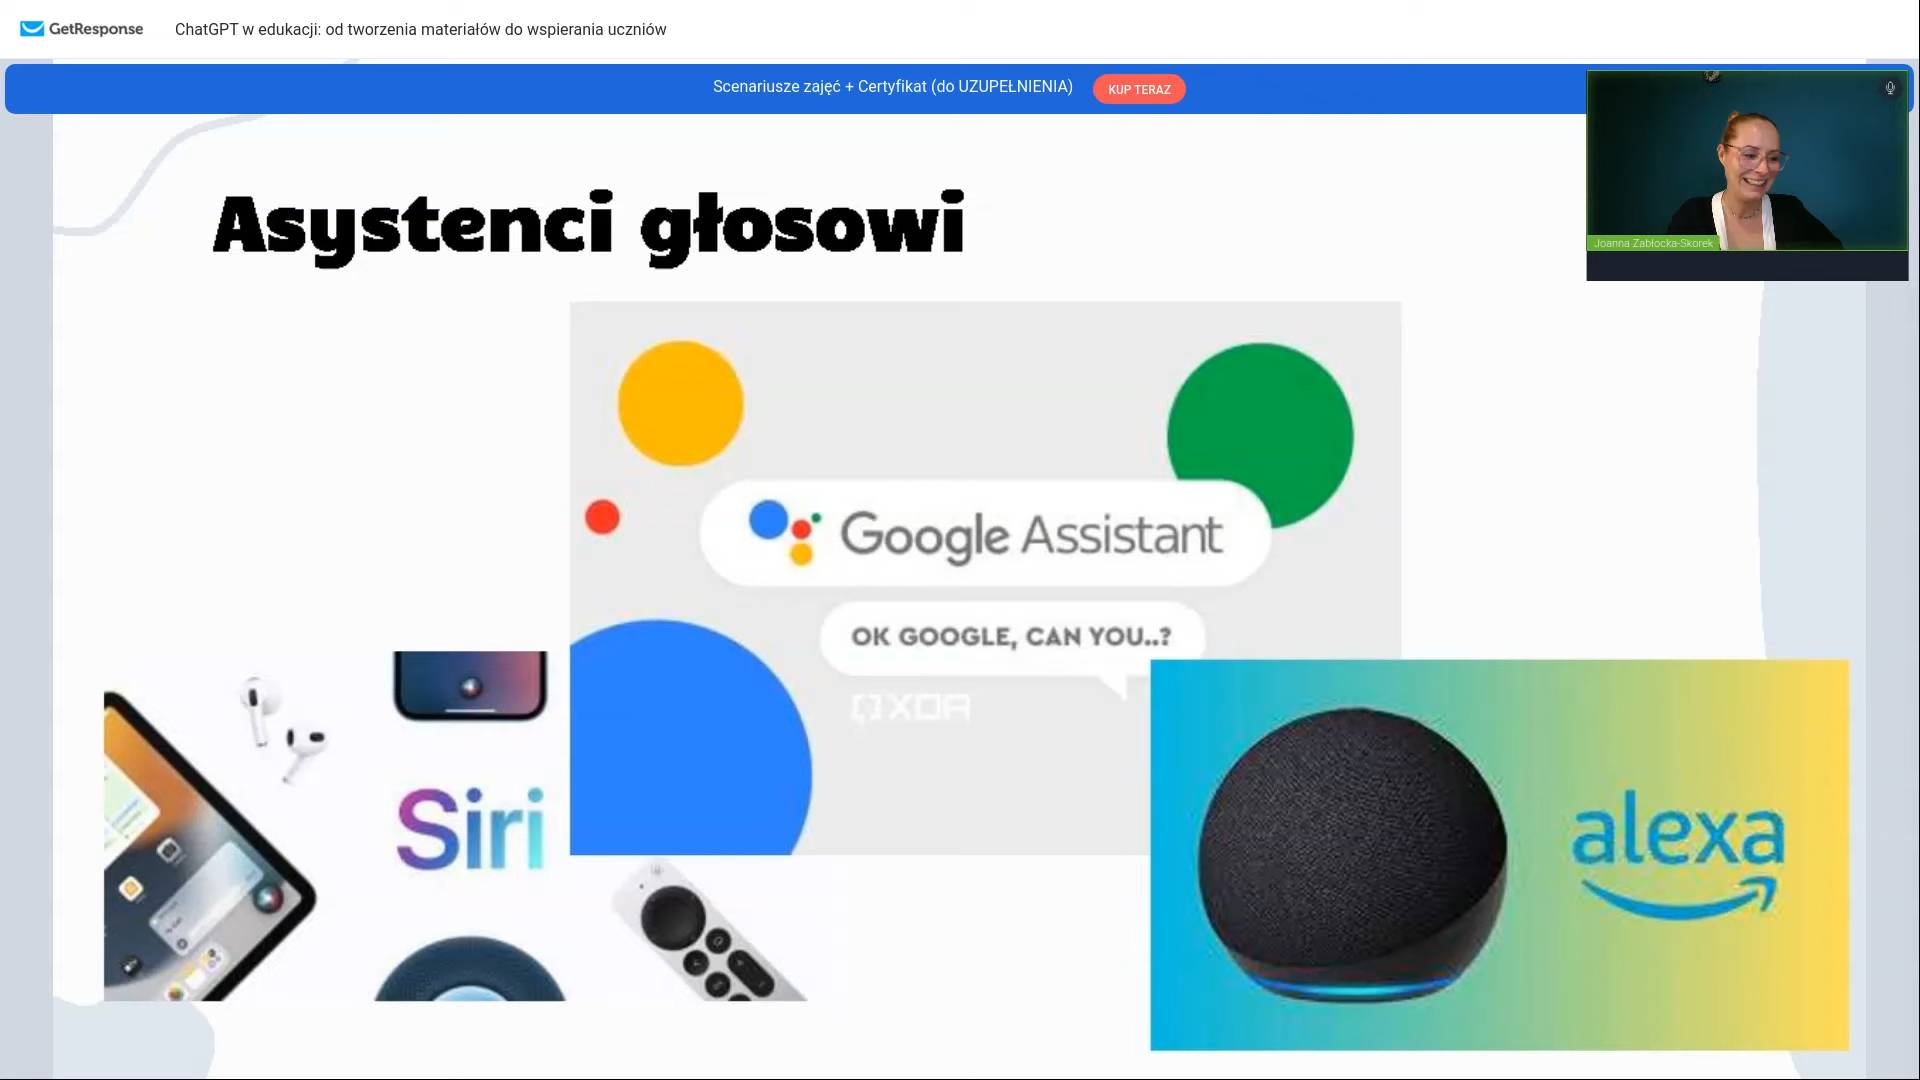 GetResponse
ChatGPT w edukacji: od tworzenia materiałów do wspierania uczniów
Scenariusze zajęć + Certyfikat (do UZUPEŁNIENIA)
KUP TERAZ
Joanna Zabłocka-Skorek
Asystenci głosowi
Google Assistant
OK GOOGLE, CAN YOU..?
XDA
Siri
alexa